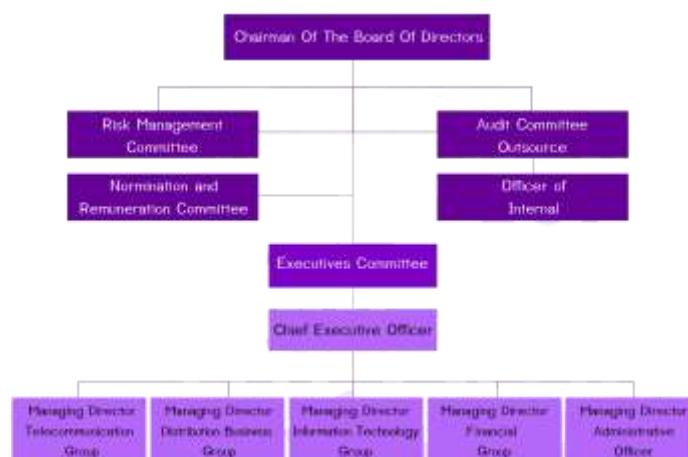 Chairman Of The Board Of Directors
Risk Management
Committee
Audit Committee
Outsource
Normination and
Remuneration Committee
Officer of
Internal
Executives Committee
Chief Executive Officer
Managing Director
Telecommunication
Group
Managing Director
Distribution Business
Group
Managing Director
Information Technology
Group
Managing Director
Financial
Group
Managing Director
Administrative
Officer